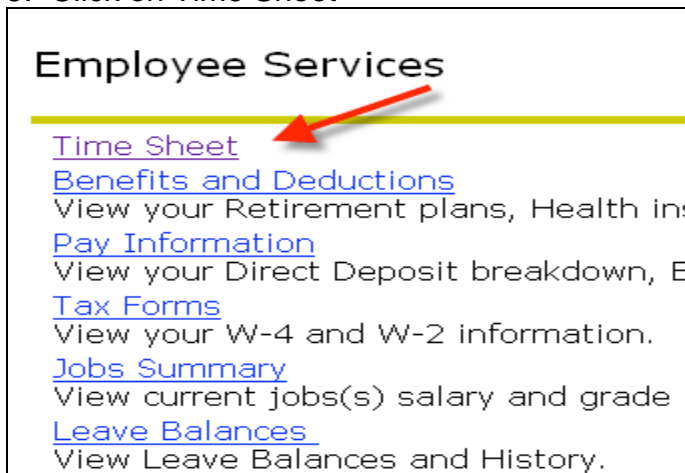 Employee Services
Time Sheet
Benefits and Deductions
View your Retirement plans, Health
Pay Information
View your Direct Deposit breakdown,
Tax Forms
View your W-4 and W-2 information.
Jobs Summary
View current jobs(s) salary and grade
Leave Balances
View Leave Balances and History.